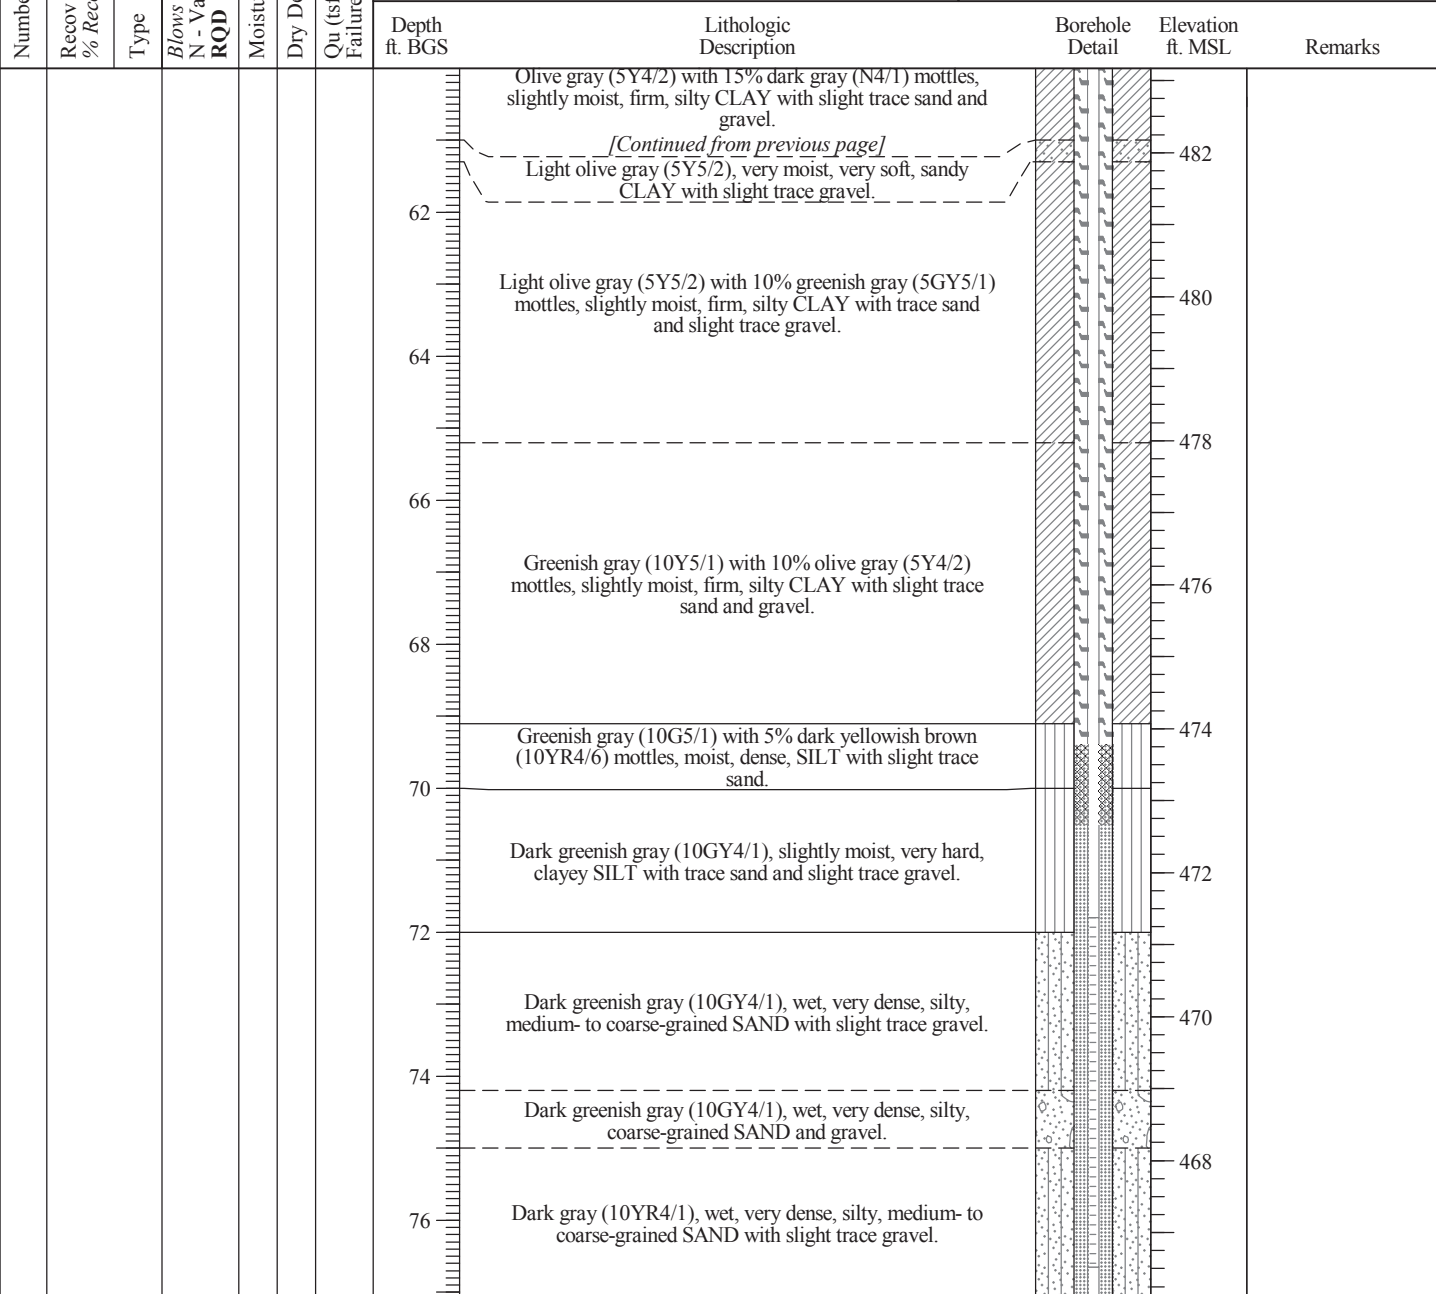 Numbe
Recov
% Reco
Type
Blows
N - Va
RQD
Moistu
Dry De
Qu (tsf
Failure
Depth
ft. BGS
Lithologic
Description
Borehole
Detail
Elevation
ft. MSL
Remarks
Olive gray (5Y4/2) with 15% dark gray (N4/1) mottles,
slightly moist, firm, silty CLAY with slight trace sand and
gravel.
[Continued from previous page]
482
Light olive gray (5Y5/2), very moist, very soft, sandy
CLAY with slight trace gravel.
62
Light olive gray (5Y5/2) with 10% greenish gray (5GY5/1)
mottles, slightly moist, firm, silty CLAY with trace sand
and slight trace gravel.
480
64
478
66
Greenish gray (10Y5/1) with 10% olive gray (5Y4/2)
mottles, slightly moist, firm, silty CLAY with slight trace
sand and gravel.
476
68
474
Greenish gray (10G5/1) with 5% dark yellowish brown
(10YR4/6) mottles, moist, dense, SILT with slight trace
sand.
70
Dark greenish gray (10GY4/1), slightly moist, very hard,
clayey SILT with trace sand and slight trace gravel.
472
72
Dark greenish gray (10GY4/1), wet, very dense, silty,
medium- to coarse-grained SAND with slight trace gravel.
470
74
Dark greenish gray (10GY4/1), wet, very dense, silty,
coarse-grained SAND and gravel.
468
76
Dark gray (10YR4/1), wet, very dense, silty, medium- to
coarse-grained SAND with slight trace gravel.